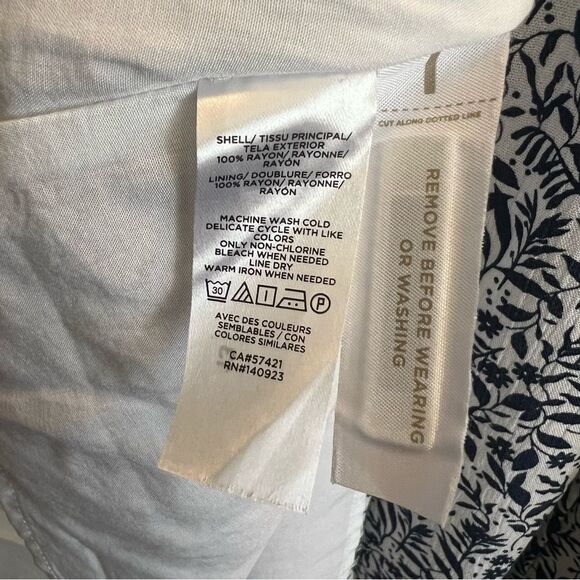 SHELL/ TISSU PRINCIPAL/
TELA EXTERIOR
100% RAYON/ RAYONNE/
RAYÓN
LINING/ DOUBLURE/ FORRO
100% RAYON/ RAYONNE/
RAYÓN
MACHINE WASH COLD
DELICATE CYCLE WITH LIKE
COLORS
ONLY NON-CHLORINE
BLEACH WHEN NEEDED
LINE DRY
WARM IRON WHEN NEEDED
30 P
AVEC DES COULEURS
SEMBLABLES / CON
COLORES SIMILARES
CA#57421
RN#140923
CUT ALONG DOTTED LINE
REMOVE BEFORE WEARING
OR WASHING